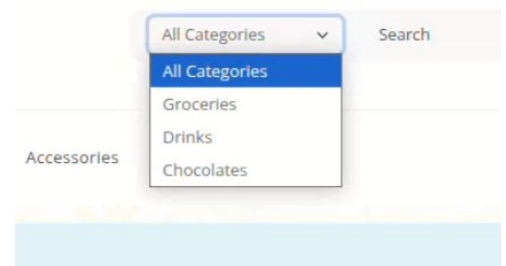 All Categories Search
All Categories
Groceries
Drinks
Accessories
Chocolates